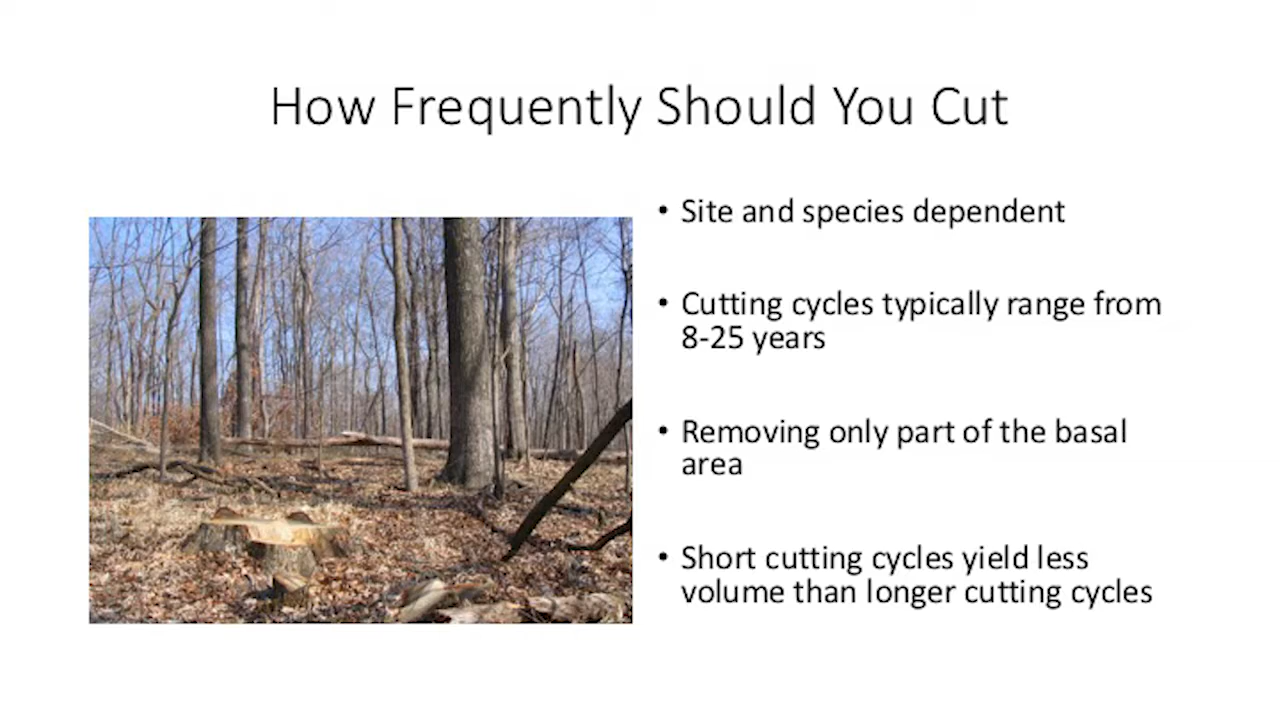 How Frequently Should You Cut
• Site and species dependent
• Cutting cycles typically range from
8-25 years
• Removing only part of the basal
area
• Short cutting cycles yield less
volume than longer cutting cycles